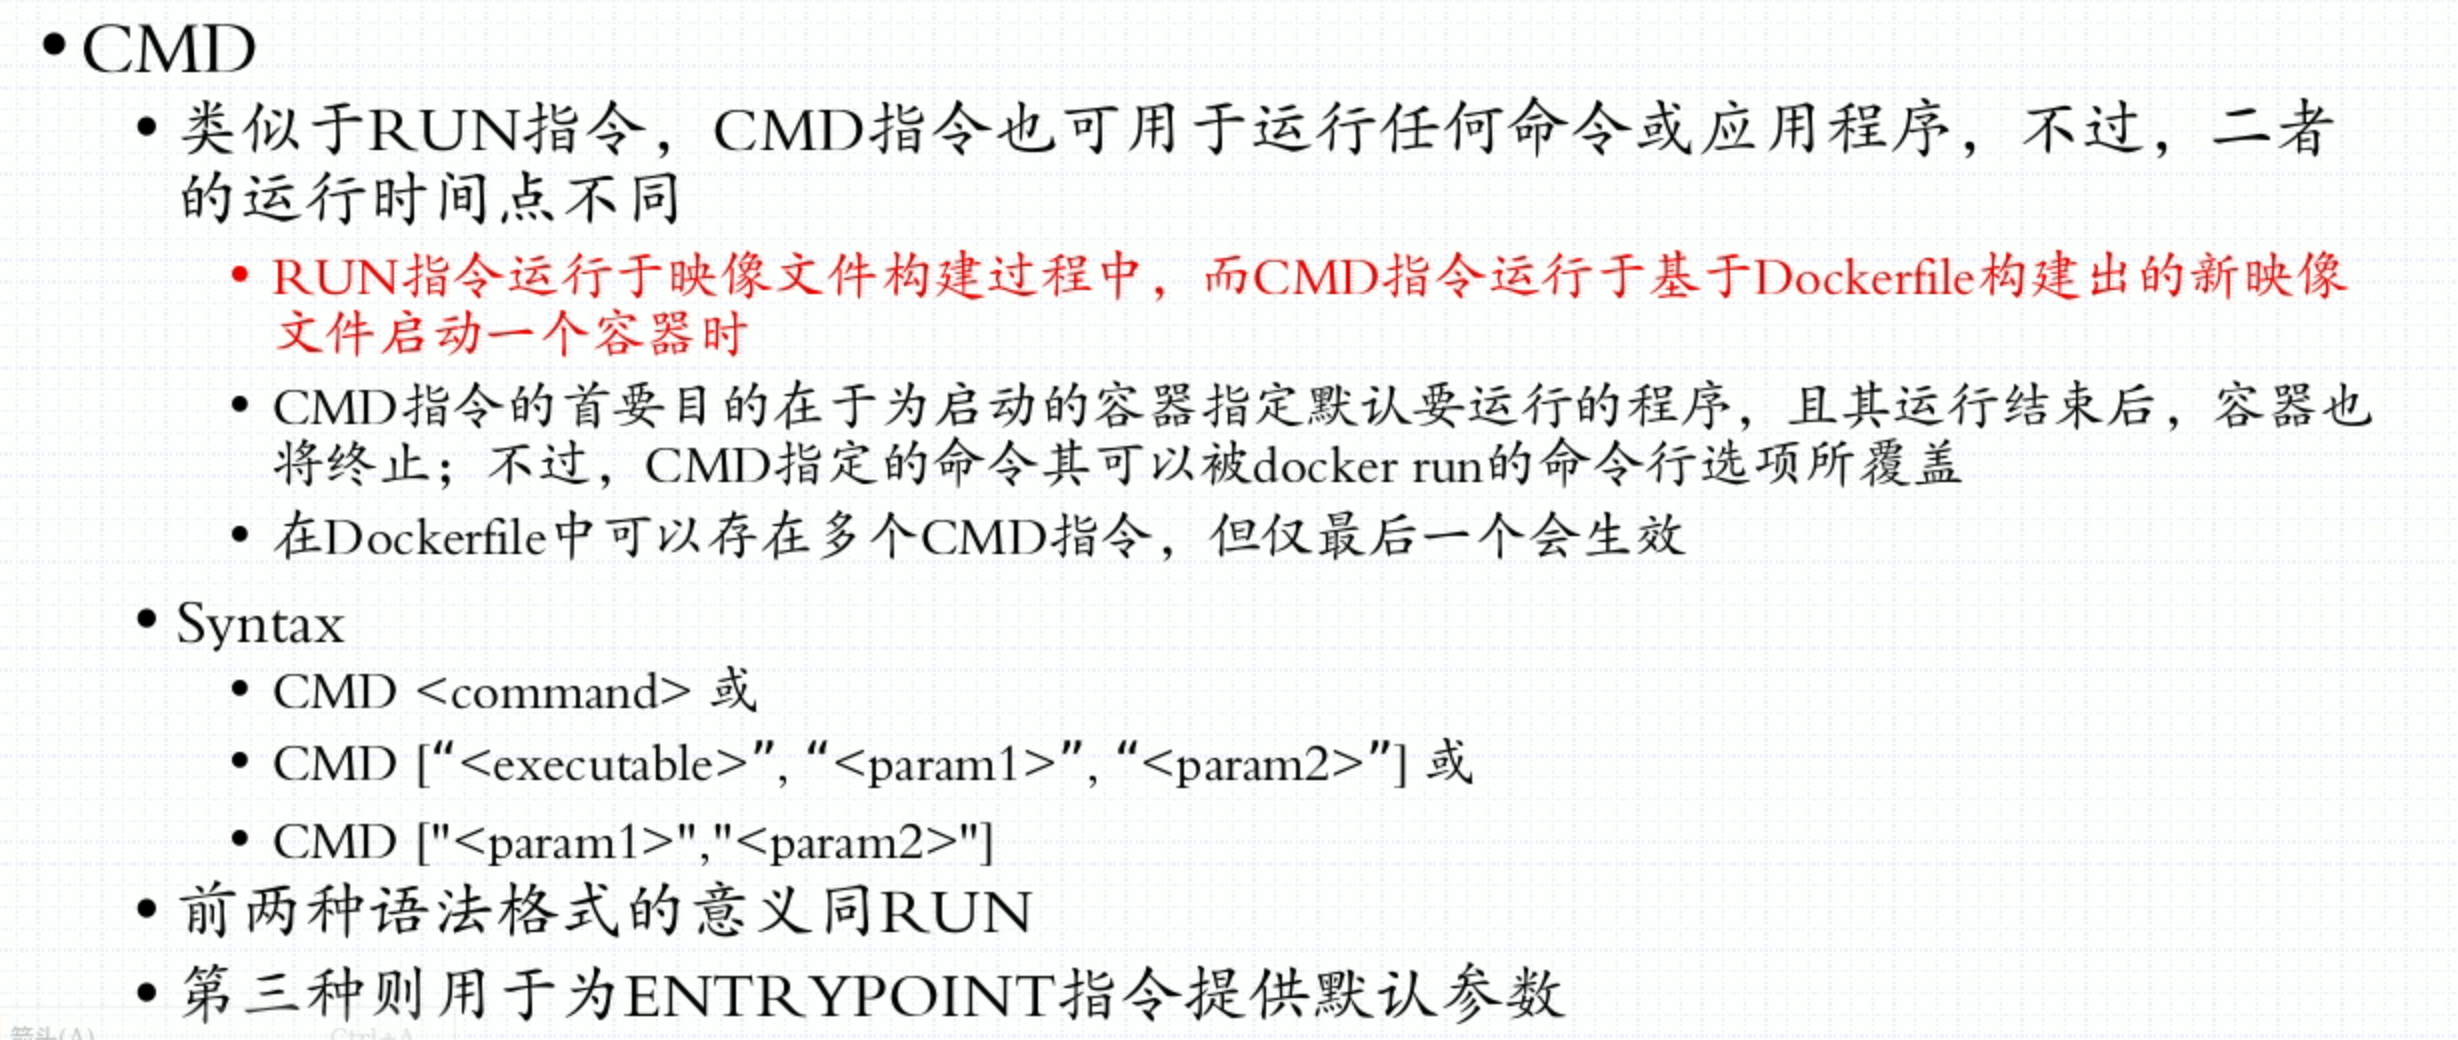 • CMD
• 类似于RUN指令，CMD指令也可用于运行任何命令或应用程序，不过，二者
的运行时间点不同
• RUN指令运行于映像文件构建过程中，而CMD指令运行于基于Dockerfile构建出的新映像
文件启动一个容器时
• CMD指令的首要目的在于为启动的容器指定默认要运行的程序，且其运行结束后，容器也
将终止；不过，CMD指定的命令其可以被docker run的命令行选项所覆盖
• 在Dockerfile中可以存在多个CMD指令，但仅最后一个会生效
• Syntax
• CMD <command> 或
• CMD [“<executable>”, “<param1>”, “<param2>”] 或
• CMD ["<param1>","<param2>"]
• 前两种语法格式的意义同RUN
• 第三种则用于为ENTRYPOINT指令提供默认参数
箭头(A) Ctrl+A